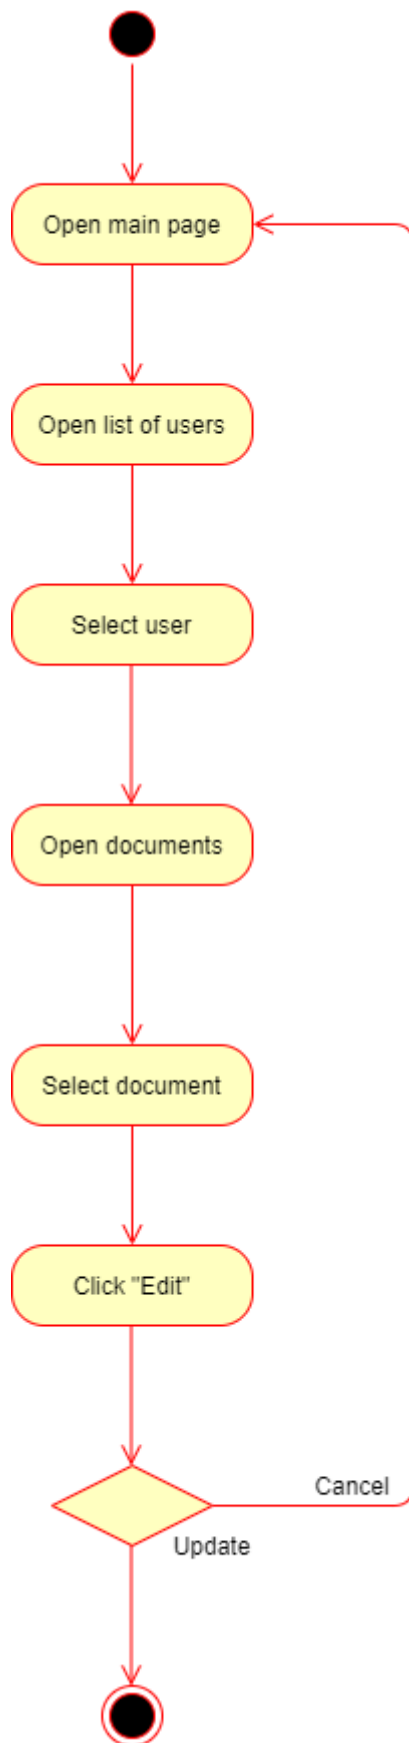 Open main page
Open list of users
Select user
Open documents
Select document
Click "Edit"
Cancel
Update